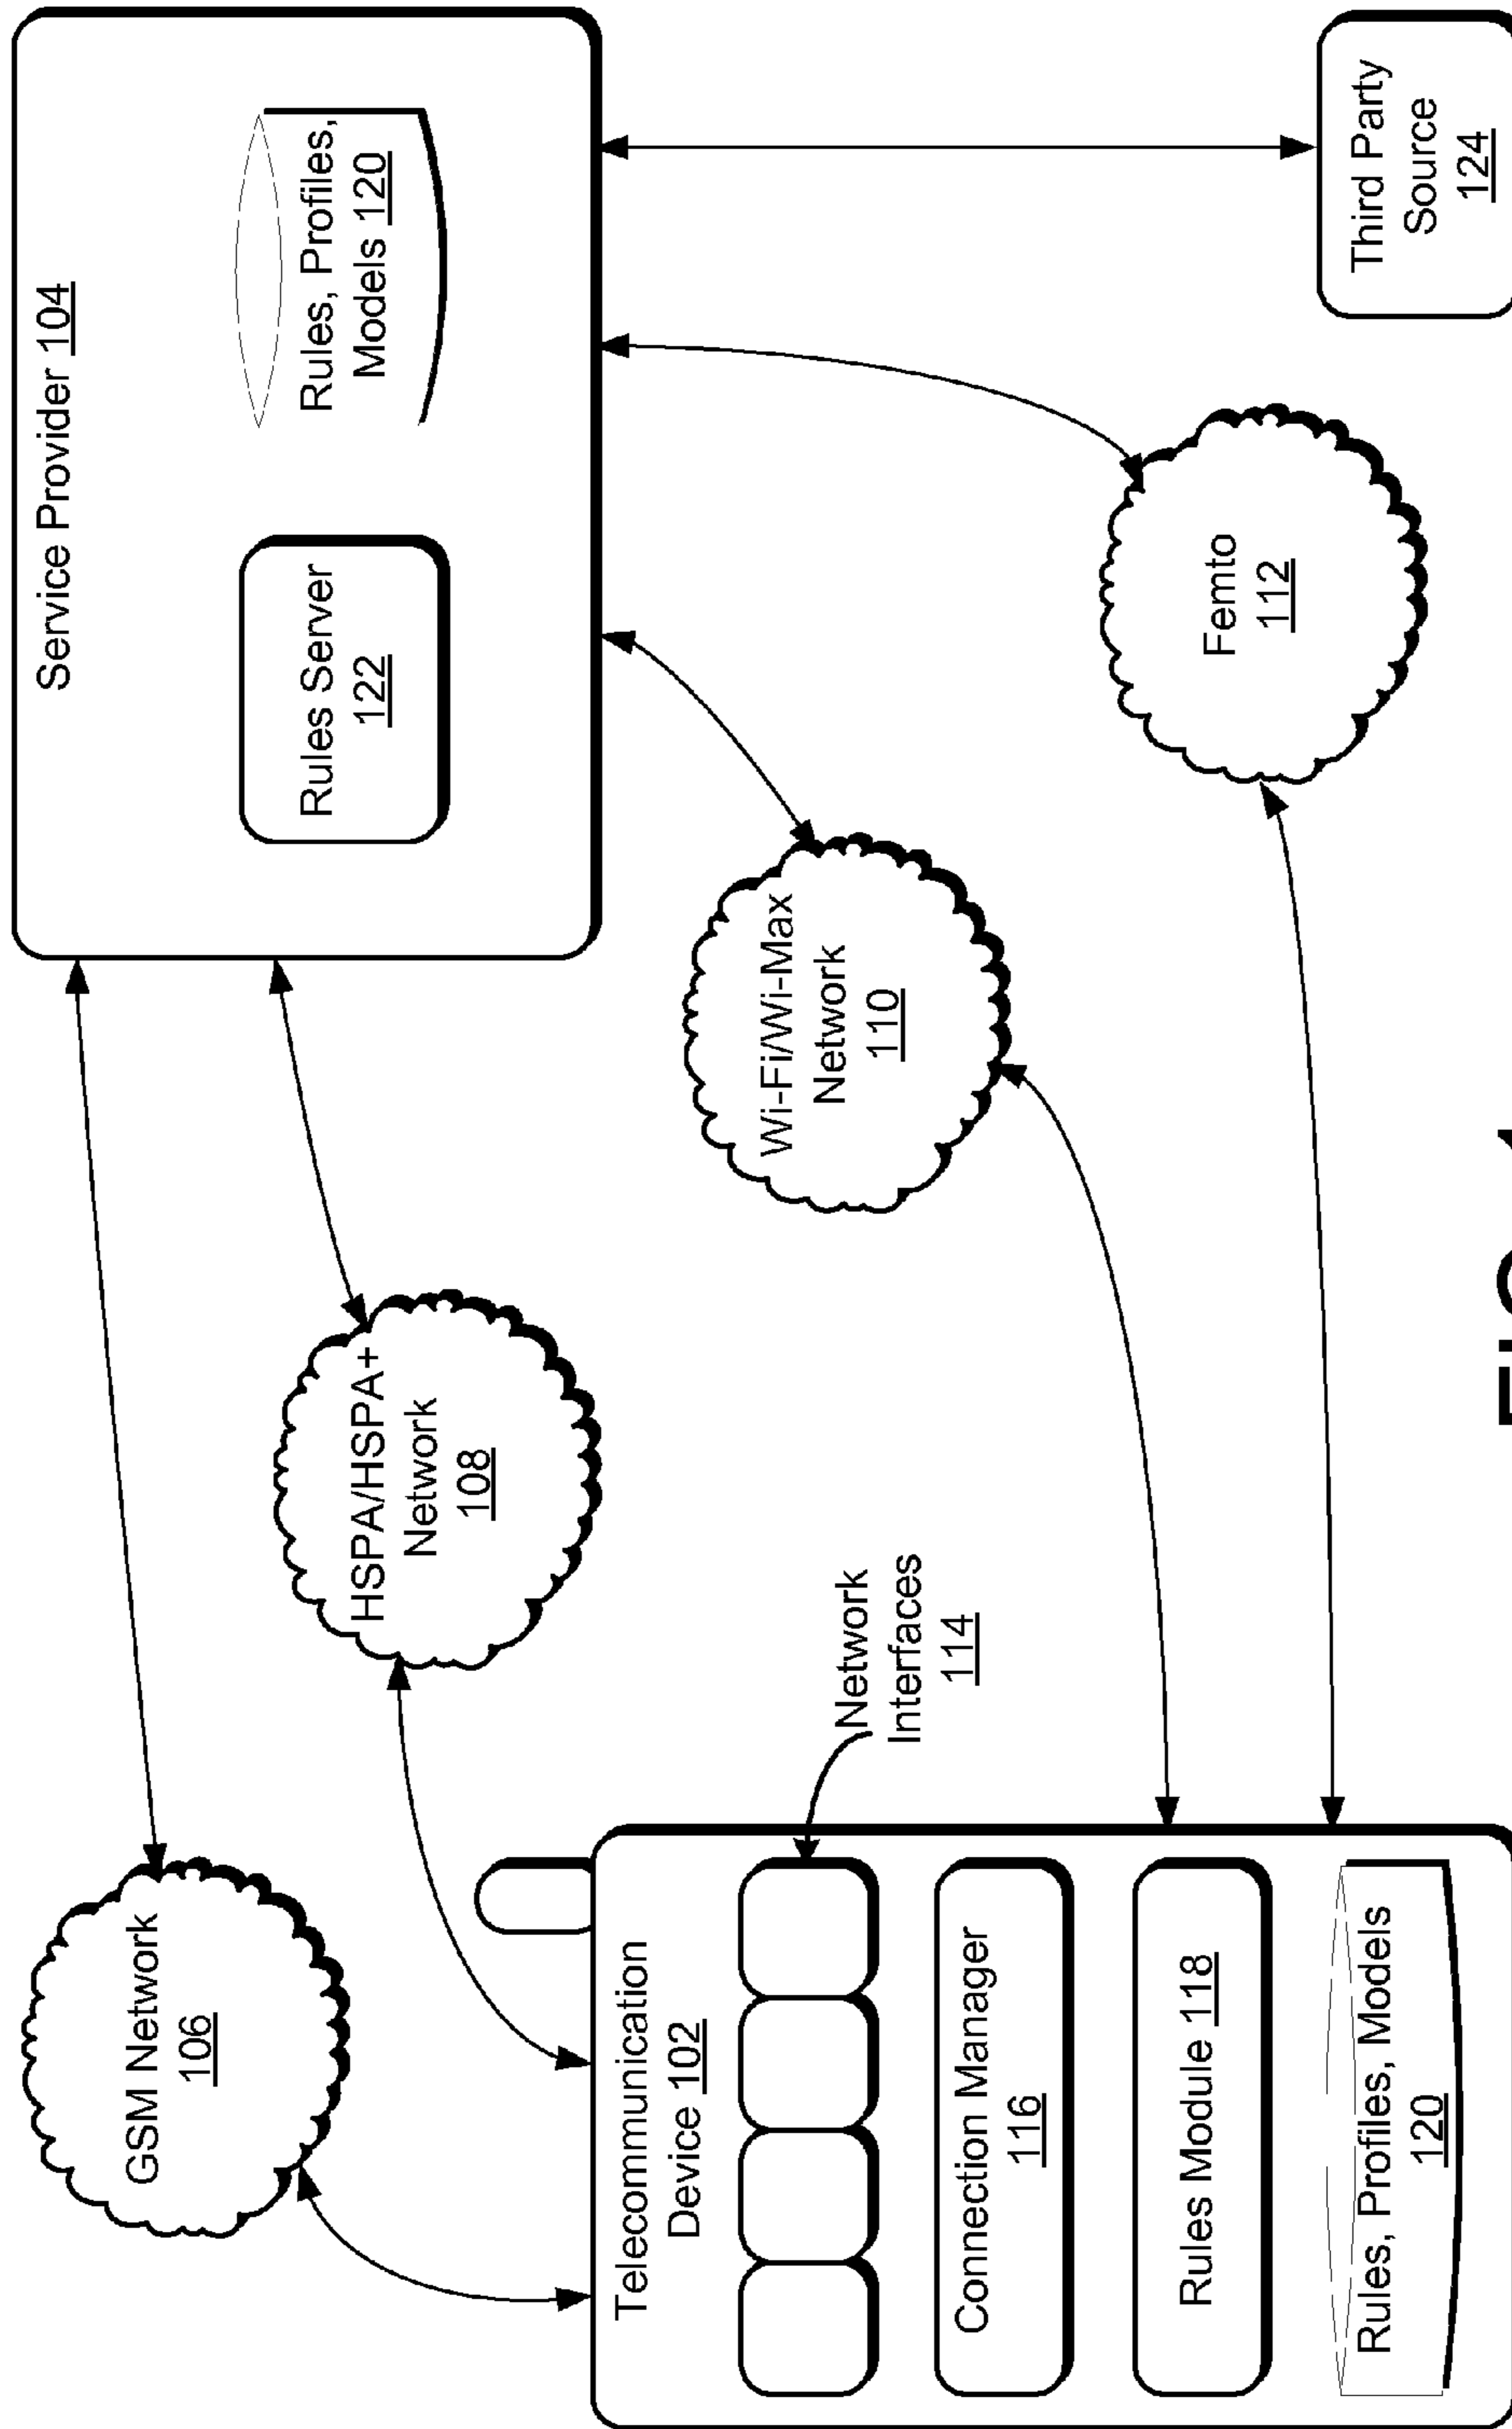 GSM Network
106
HSPA/HSPA+
Network
108
Service Provider 104
Rules Server
122
Rules, Profiles,
Models 120
Telecommunication
Device 102
Network
Interfaces
114
Connection Manager
116
Rules Module 118
Rules, Profiles, Models
120
Wi-Fi/Wi-Max
Network
110
Femto
112
Third Party
Source
124